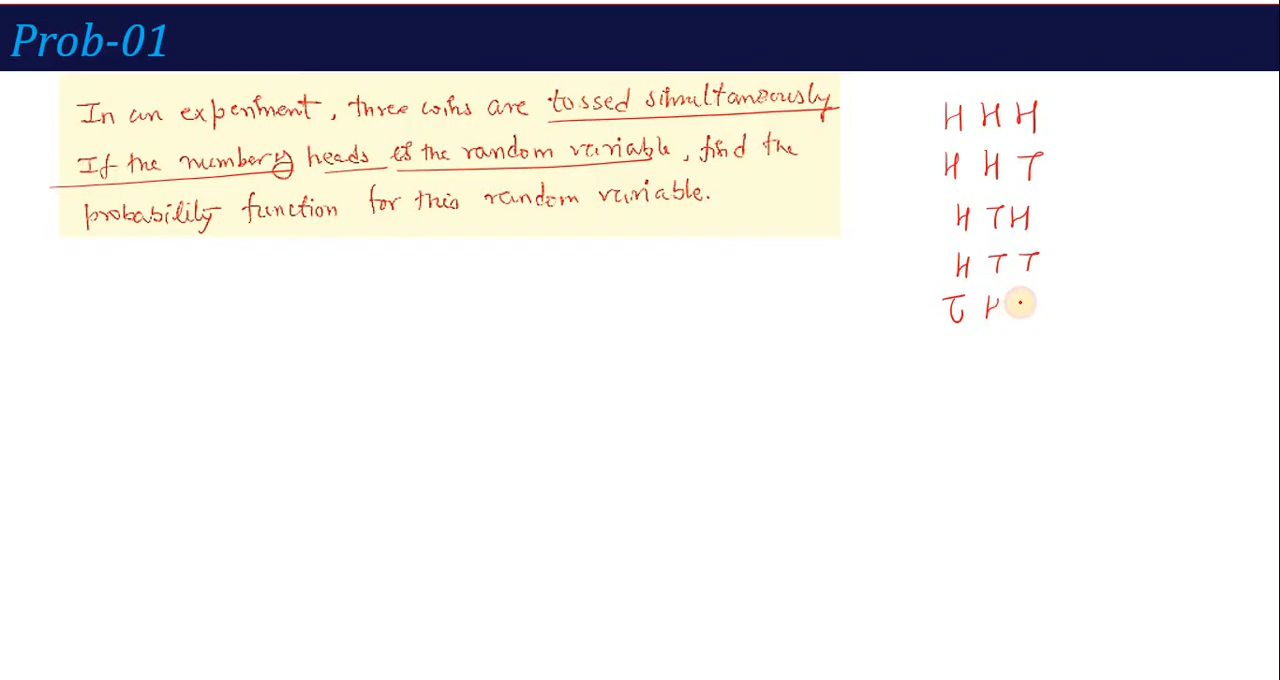 Prob-01
In an experiment, three coins are tossed simultaneously
If the number of heads is the random variable, find the
probability function for this random variable.
H H H
H H T
H T H
H T T
T H